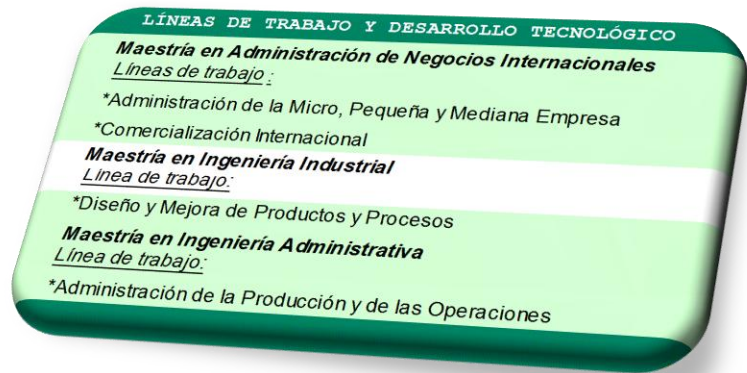 LÍNEAS DE TRABAJO Y DESARROLLO TECNOLÓGICO
Maestría en Administración de Negocios Internacionales
Líneas de trabajo :
*Administración de la Micro, Pequeña y Mediana Empresa
*Comercialización Internacional
Maestría en Ingeniería Industrial
Línea de trabajo:
*Diseño y Mejora de Productos y Procesos
Maestría en Ingeniería Administrativa
Línea de trabajo:
*Administración de la Producción y de las Operaciones